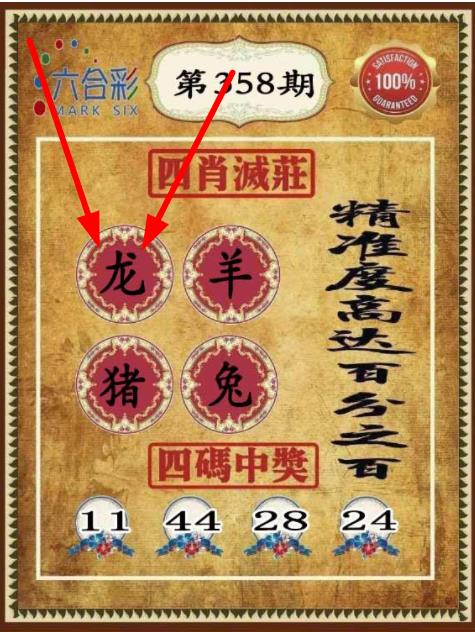 六合彩
MARK SIX
第358期
SATISFACTION
100%
GUARANTEED
四肖滅莊
龙 羊
猪 兔
精准度高达百分之百
四碼中獎
11 44 28 24